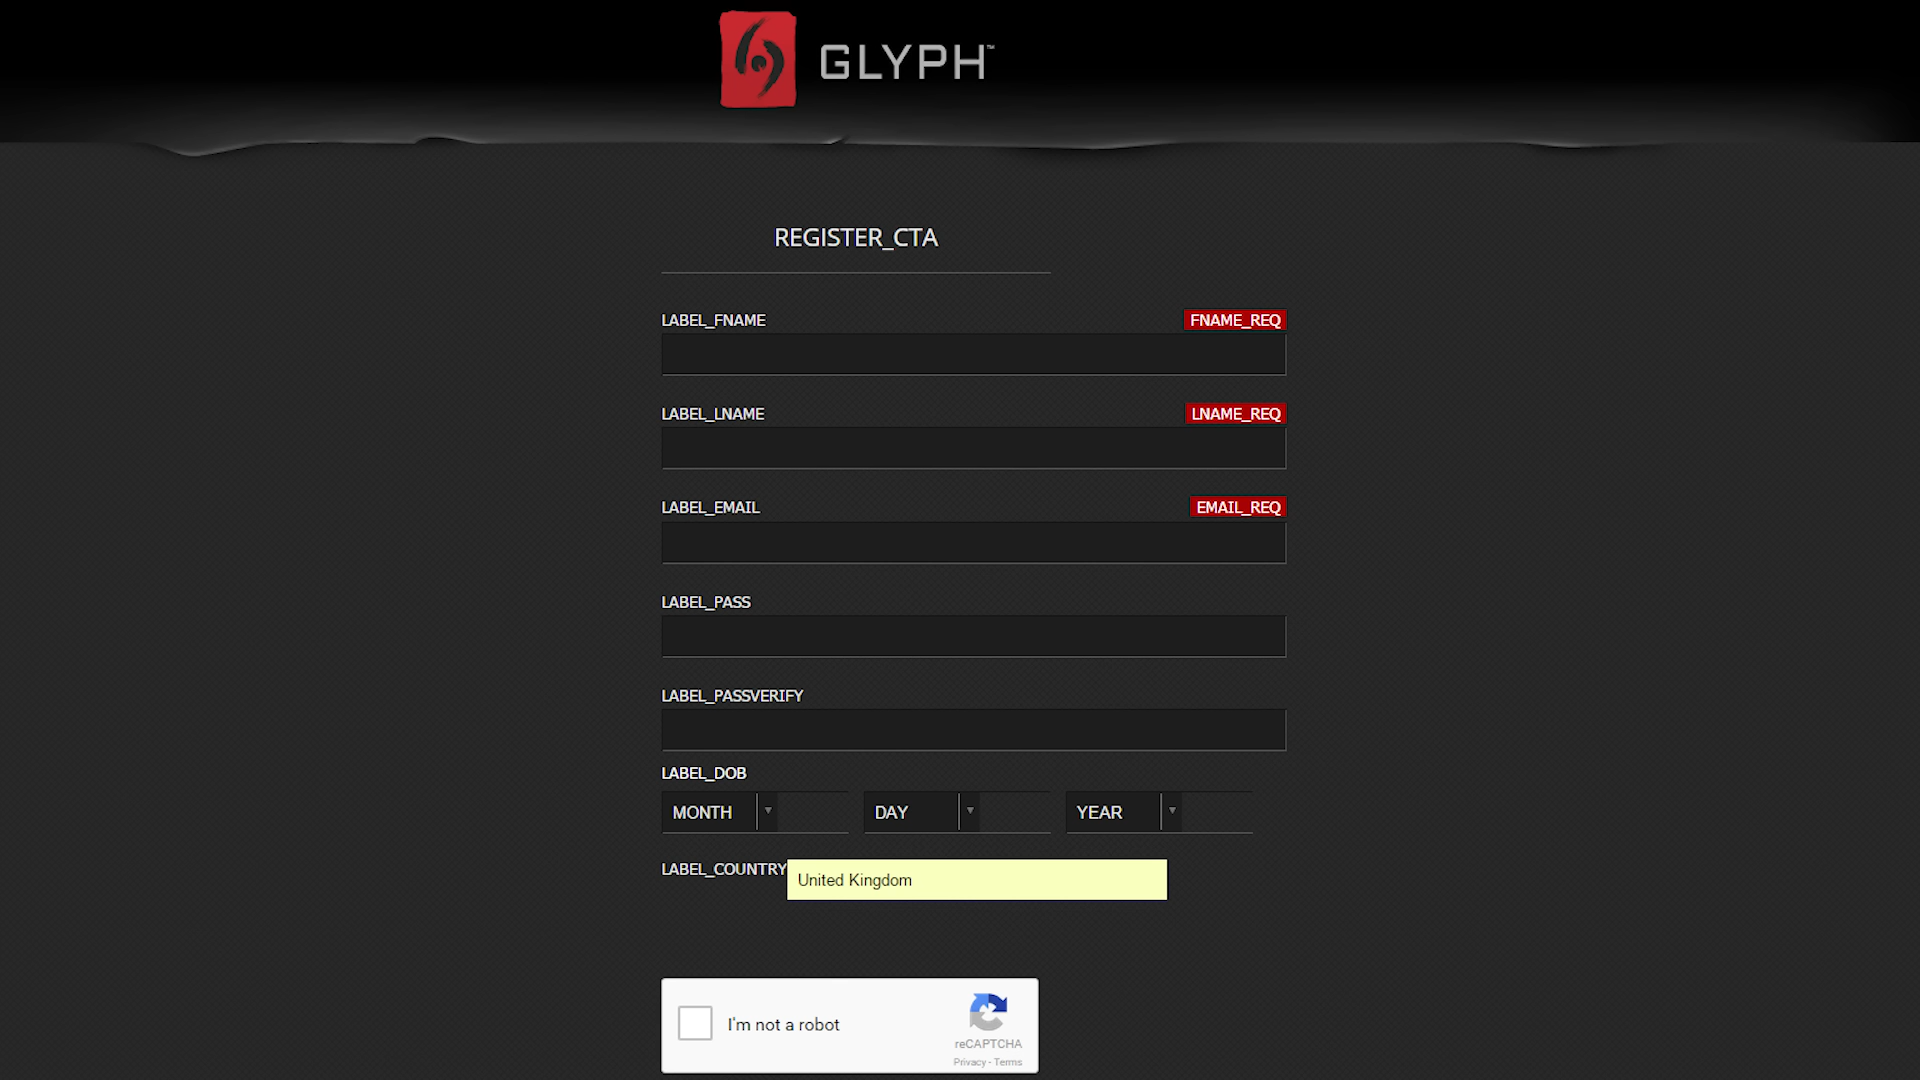 GLYPH™
REGISTER_CTA
LABEL_FNAME FNAME_REQ
LABEL_LNAME LNAME_REQ
LABEL_EMAIL EMAIL_REQ
LABEL_PASS
LABEL_PASSVERIFY
LABEL_DOB
MONTH DAY YEAR
LABEL_COUNTRY United Kingdom
I'm not a robot
reCAPTCHA
Privacy - Terms